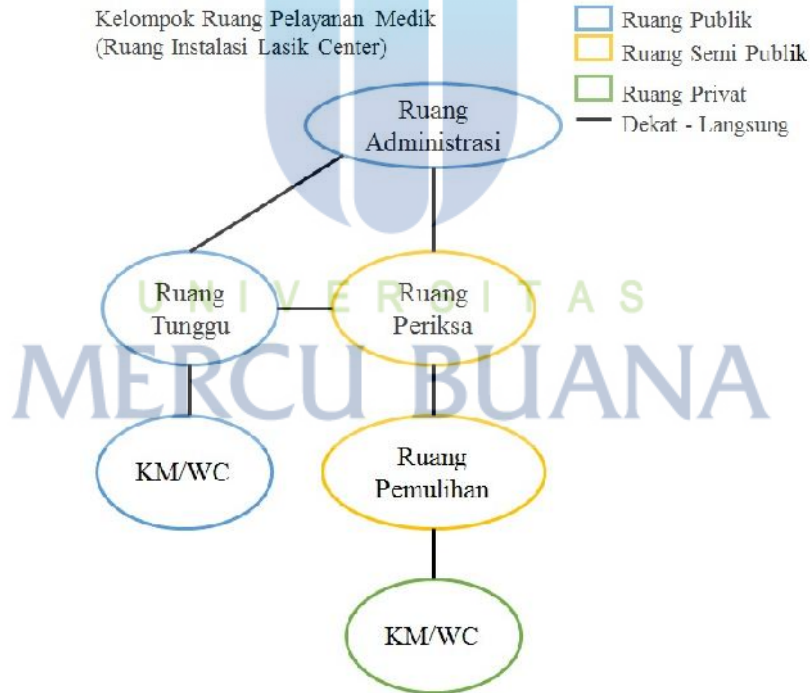 Kelompok Ruang Pelayanan Medik
(Ruang Instalasi Lasik Center)
Ruang Publik
Ruang Semi Publik
Ruang Privat
Dekat - Langsung
Ruang
Administrasi
Ruang
Tunggu
Ruang
Periksa
UNIVERSITAS
MERCU BUANA
KM/WC
Ruang
Pemulihan
KM/WC